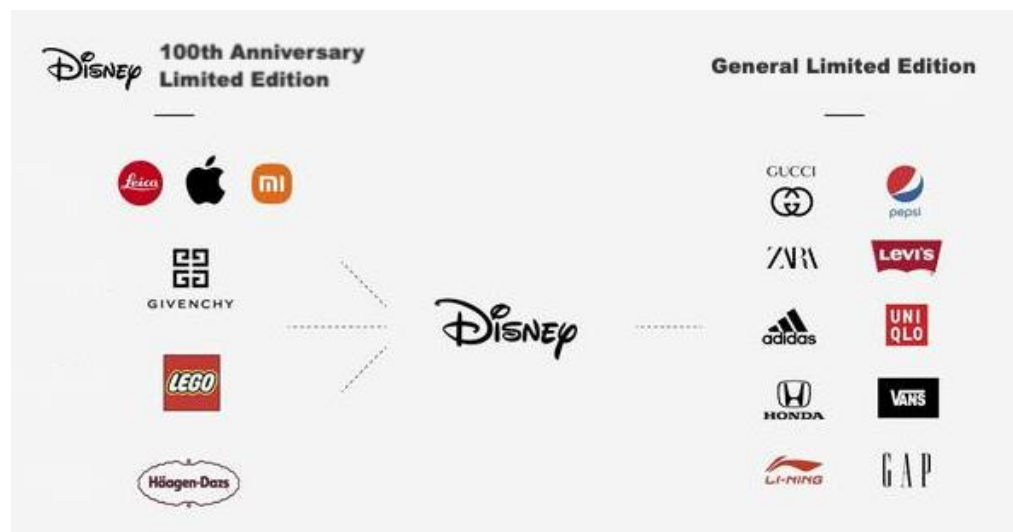 Disney
100th Anniversary
Limited Edition
General Limited Edition
Leica
mi
GIVENCHY
LEGO
Häagen-Dazs
Disney
GUCCI
pepsi
ZARA
LEVI'S
adidas
UNI
QLO
HONDA
VANS
LI-NING
GAP